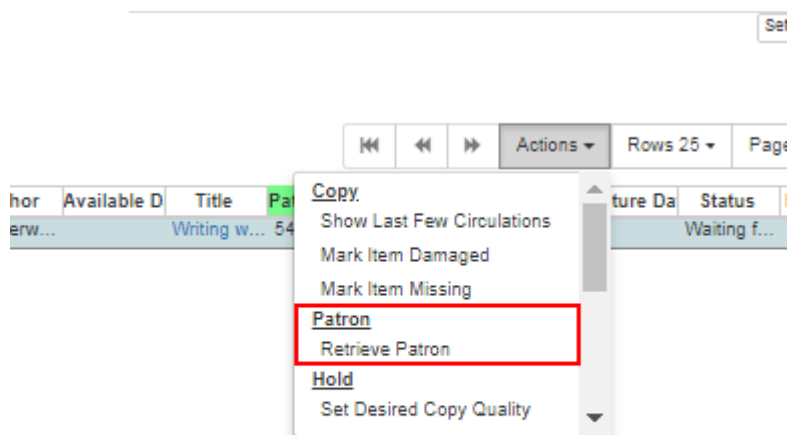 Set
Actions Rows 25 Page
hor Available D Title Pat ture Da Status
erw... Writing w... 54 Waiting f...
Copy
Show Last Few Circulations
Mark Item Damaged
Mark Item Missing
Patron
Retrieve Patron
Hold
Set Desired Copy Quality